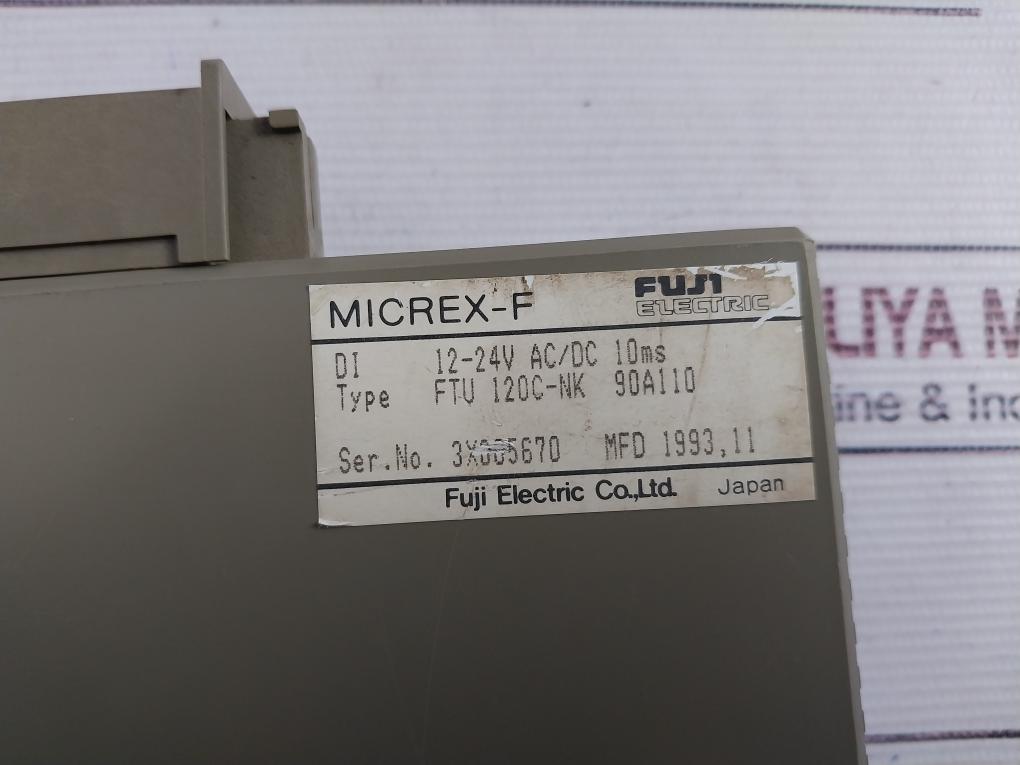 MICREX-F FUJI ELECTRIC
DI 12-24V AC/DC 10ms
Type FTU 120C-NK 90A110
Ser.No. 3X005670 MFD 1993,11
Fuji Electric Co.,Ltd. Japan
LIYA M
ine & Ind